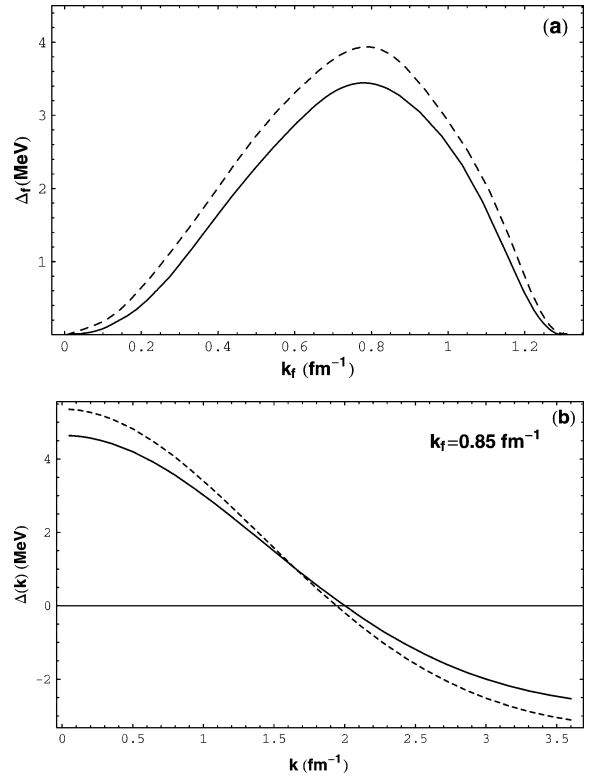 (a)
4
3
2
1
Δf(MeV)
0 0.2 0.4 0.6 0.8 1 1.2
kf (fm−1)
(b)
kf=0.85 fm−1
4
2
0
−2
Δ(k) (MeV)
0 0.5 1 1.5 2 2.5 3 3.5
k (fm−1)